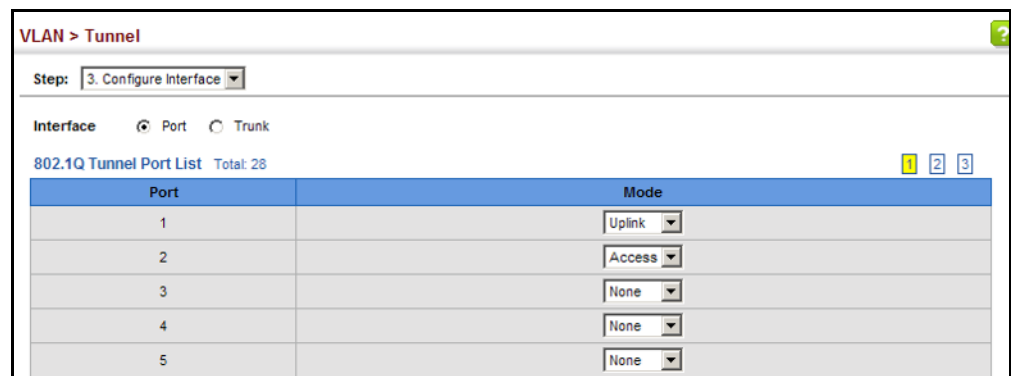 VLAN > Tunnel
?
Step: 3. Configure Interface
Interface Port Trunk
802.1Q Tunnel Port List Total: 28 1 2 3
Port Mode
1 Uplink
2 Access
3 None
4 None
5 None